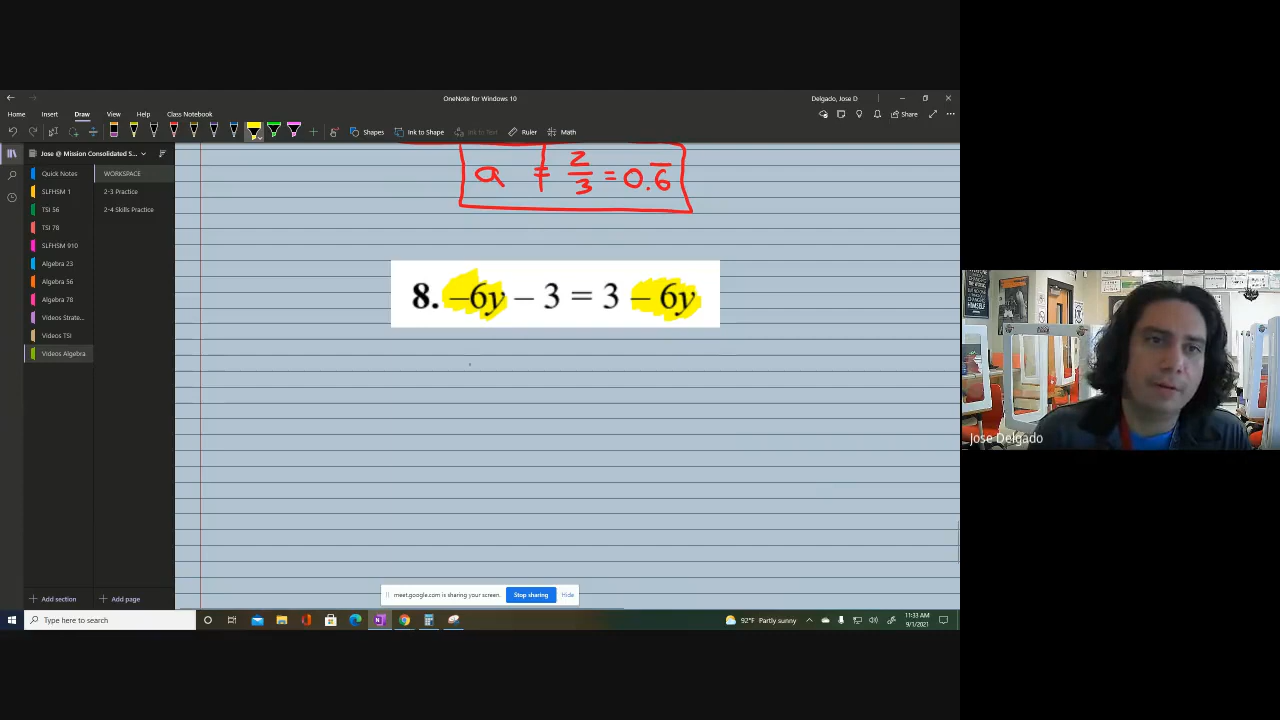 OneNote for Windows 10
Delgado, Jose D
Home Insert Draw View Help Class Notebook
Shapes Ink to Shape Ink to Text Ruler Math Share
Jose @ Mission Consolidated S...
Quick Notes
SLFHSM 1
TSI 56
TSI 78
SLFHSM 910
Algebra 23
Algebra 56
Algebra 78
Videos Strate...
Videos TSI
Videos Algebra
WORKSPACE
2-3 Practice
2-4 Skills Practice
a = 2/3 = 0.6̅
8. –6y – 3 = 3 – 6y
Jose Delgado
meet.google.com is sharing your screen. Stop sharing Hide
+ Add section + Add page
Type here to search
92°F Partly sunny
11:33 AM
9/1/2021